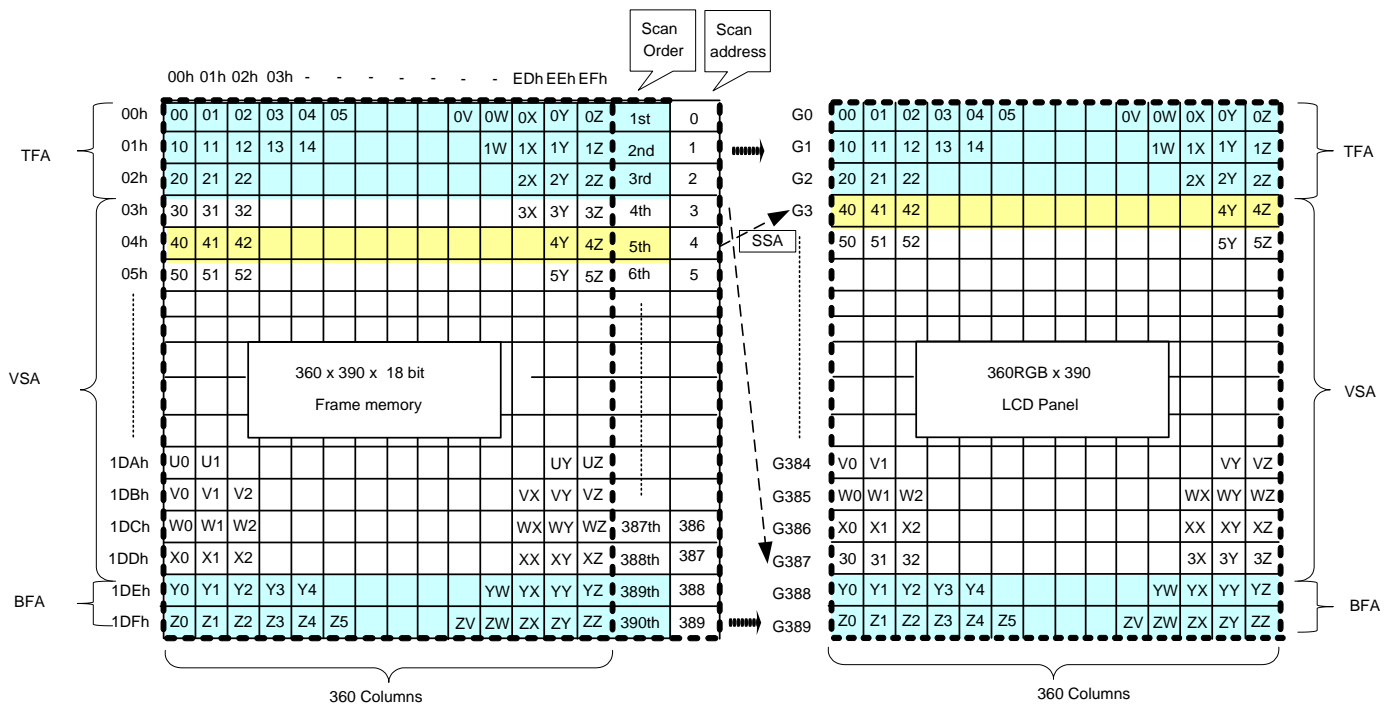 Scan Order
Scan address
00h 01h 02h 03h - - - - - - - EDh EEh EFh
TFA
00h 00 01 02 03 04 05 0V 0W 0X 0Y 0Z 1st 0
01h 10 11 12 13 14 1W 1X 1Y 1Z 2nd 1
02h 20 21 22 2X 2Y 2Z 3rd 2
VSA
03h 30 31 32 3X 3Y 3Z 4th 3
04h 40 41 42 4Y 4Z 5th 4
05h 50 51 52 5Y 5Z 6th 5
360 x 390 x 18 bit
Frame memory
1DAh U0 U1 UY UZ
1DBh V0 V1 V2 VX VY VZ
1DCh W0 W1 W2 WX WY WZ 387th 386
1DDh X0 X1 X2 XX XY XZ 388th 387
BFA
1DEh Y0 Y1 Y2 Y3 Y4 YW YX YY YZ 389th 388
1DFh Z0 Z1 Z2 Z3 Z4 Z5 ZV ZW ZX ZY ZZ 390th 389
360 Columns
SSA
G0 00 01 02 03 04 05 0V 0W 0X 0Y 0Z
G1 10 11 12 13 14 1W 1X 1Y 1Z
G2 20 21 22 2X 2Y 2Z
TFA
G3 40 41 42 4Y 4Z
50 51 52 5Y 5Z
360RGB x 390
LCD Panel
VSA
G384 V0 V1 VY VZ
G385 W0 W1 W2 WX WY WZ
G386 X0 X1 X2 XX XY XZ
G387 30 31 32 3X 3Y 3Z
G388 Y0 Y1 Y2 Y3 Y4 YW YX YY YZ
G389 Z0 Z1 Z2 Z3 Z4 Z5 ZV ZW ZX ZY ZZ
BFA
360 Columns